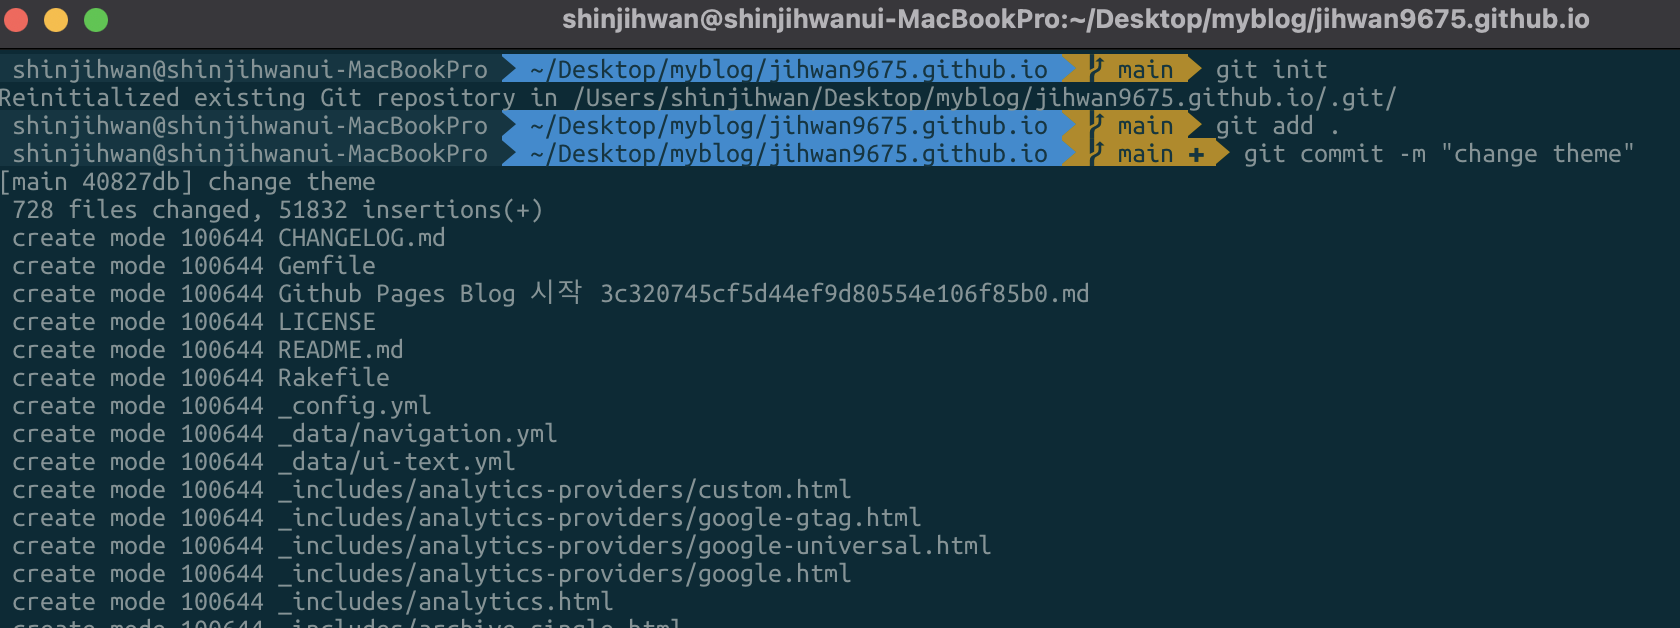 shinjihwan@shinjihwanui-MacBookPro:~/Desktop/myblog/jihwan9675.github.io
shinjihwan@shinjihwanui-MacBookPro ~/Desktop/myblog/jihwan9675.github.io main git init
Reinitialized existing Git repository in /Users/shinjihwan/Desktop/myblog/jihwan9675.github.io/.git/
shinjihwan@shinjihwanui-MacBookPro ~/Desktop/myblog/jihwan9675.github.io main git add .
shinjihwan@shinjihwanui-MacBookPro ~/Desktop/myblog/jihwan9675.github.io main + git commit -m "change theme"
[main 40827db] change theme
728 files changed, 51832 insertions(+)
create mode 100644 CHANGELOG.md
create mode 100644 Gemfile
create mode 100644 Github Pages Blog 시작 3c320745cf5d44ef9d80554e106f85b0.md
create mode 100644 LICENSE
create mode 100644 README.md
create mode 100644 Rakefile
create mode 100644 _config.yml
create mode 100644 _data/navigation.yml
create mode 100644 _data/ui-text.yml
create mode 100644 _includes/analytics-providers/custom.html
create mode 100644 _includes/analytics-providers/google-gtag.html
create mode 100644 _includes/analytics-providers/google-universal.html
create mode 100644 _includes/analytics-providers/google.html
create mode 100644 _includes/analytics.html
create mode 100644 _includes/archive-single.html